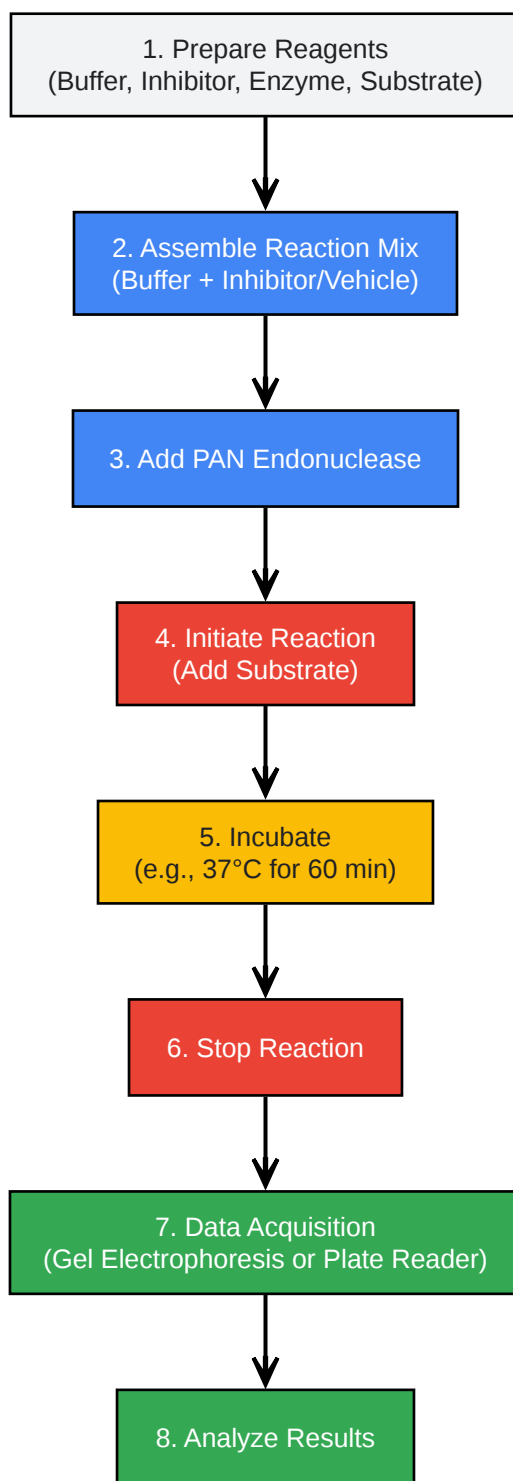 1. Prepare Reagents
(Buffer, Inhibitor, Enzyme, Substrate)
2. Assemble Reaction Mix
(Buffer + Inhibitor/Vehicle)
3. Add PAN Endonuclease
4. Initiate Reaction
(Add Substrate)
5. Incubate
(e.g., 37°C for 60 min)
6. Stop Reaction
7. Data Acquisition
(Gel Electrophoresis or Plate Reader)
8. Analyze Results